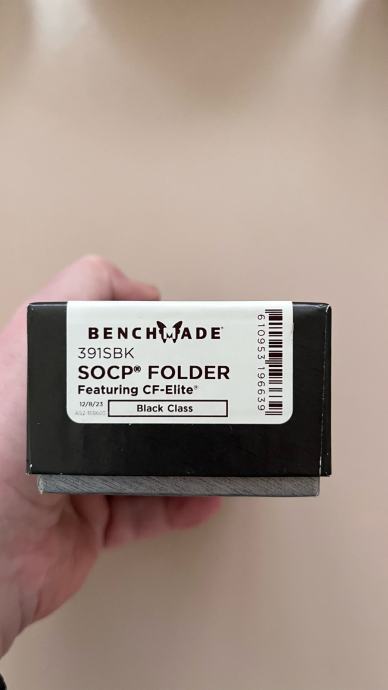 BENCHMADE®
391SBK
SOCP® FOLDER
Featuring CF-Elite®
12/8/23
Black Class
610953 196639